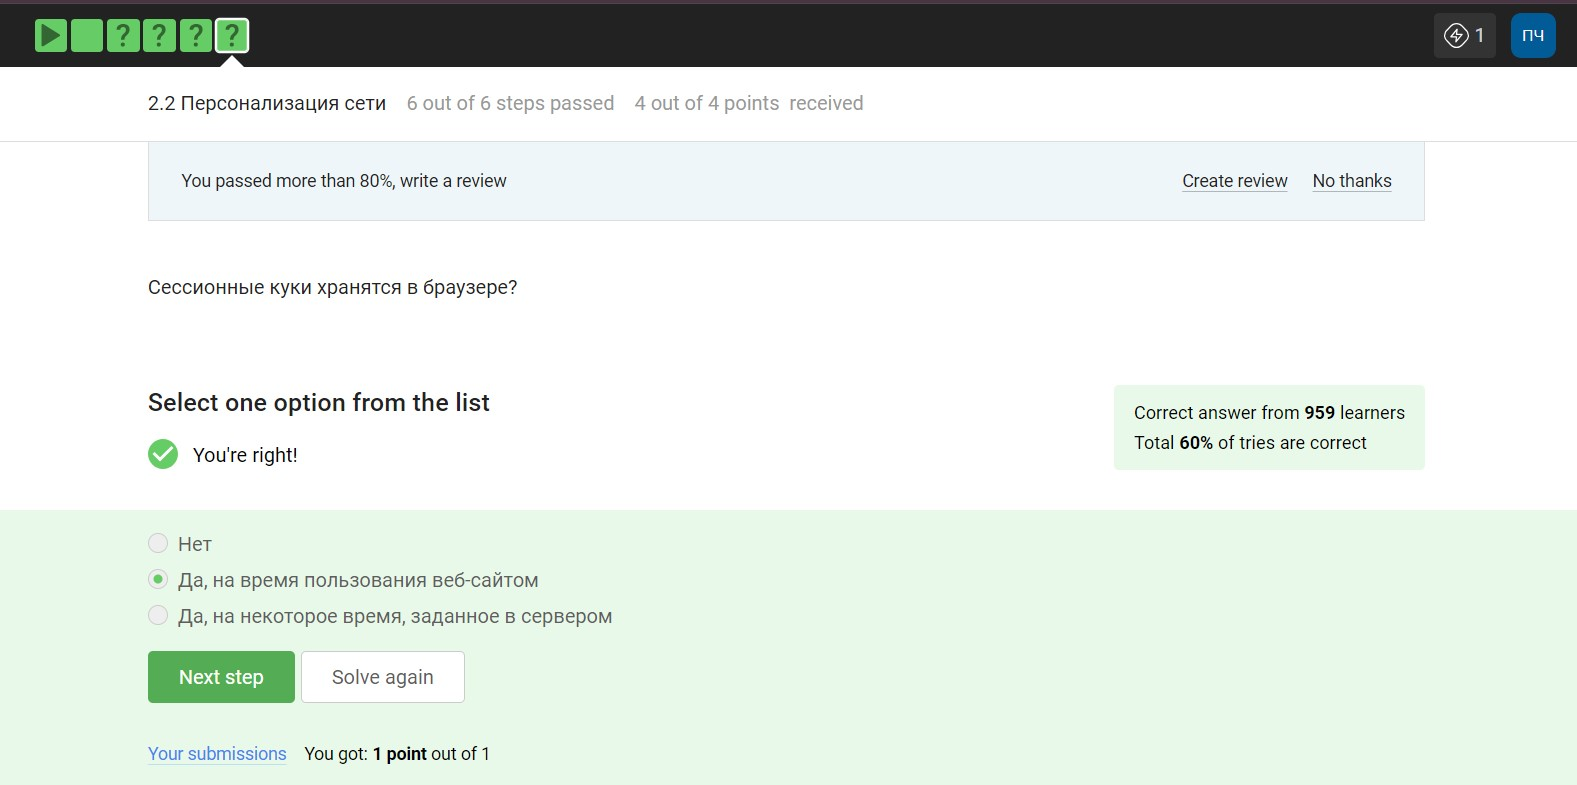 ? ? ? ?
1
ПЧ
2.2 Персонализация сети 6 out of 6 steps passed 4 out of 4 points received
You passed more than 80%, write a review
Create review No thanks
Сессионные куки хранятся в браузере?
Select one option from the list
Correct answer from 959 learners
Total 60% of tries are correct
You're right!
Нет
Да, на время пользования веб-сайтом
Да, на некоторое время, заданное в сервером
Next step Solve again
Your submissions You got: 1 point out of 1